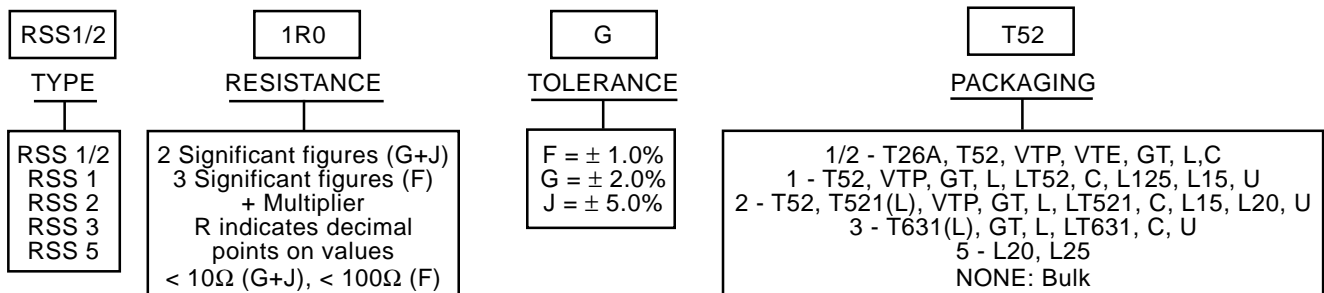 RSS1/2
1R0
G
T52
TYPE
RESISTANCE
TOLERANCE
PACKAGING
RSS 1/2
RSS 1
RSS 2
RSS 3
RSS 5
2 Significant figures (G+J)
3 Significant figures (F)
+ Multiplier
R indicates decimal
points on values
< 10Ω (G+J), < 100Ω (F)
F = ± 1.0%
G = ± 2.0%
J = ± 5.0%
1/2 - T26A, T52, VTP, VTE, GT, L,C
1 - T52, VTP, GT, L, LT52, C, L125, L15, U
2 - T52, T521(L), VTP, GT, L, LT521, C, L15, L20, U
3 - T631(L), GT, L, LT631, C, U
5 - L20, L25
NONE: Bulk